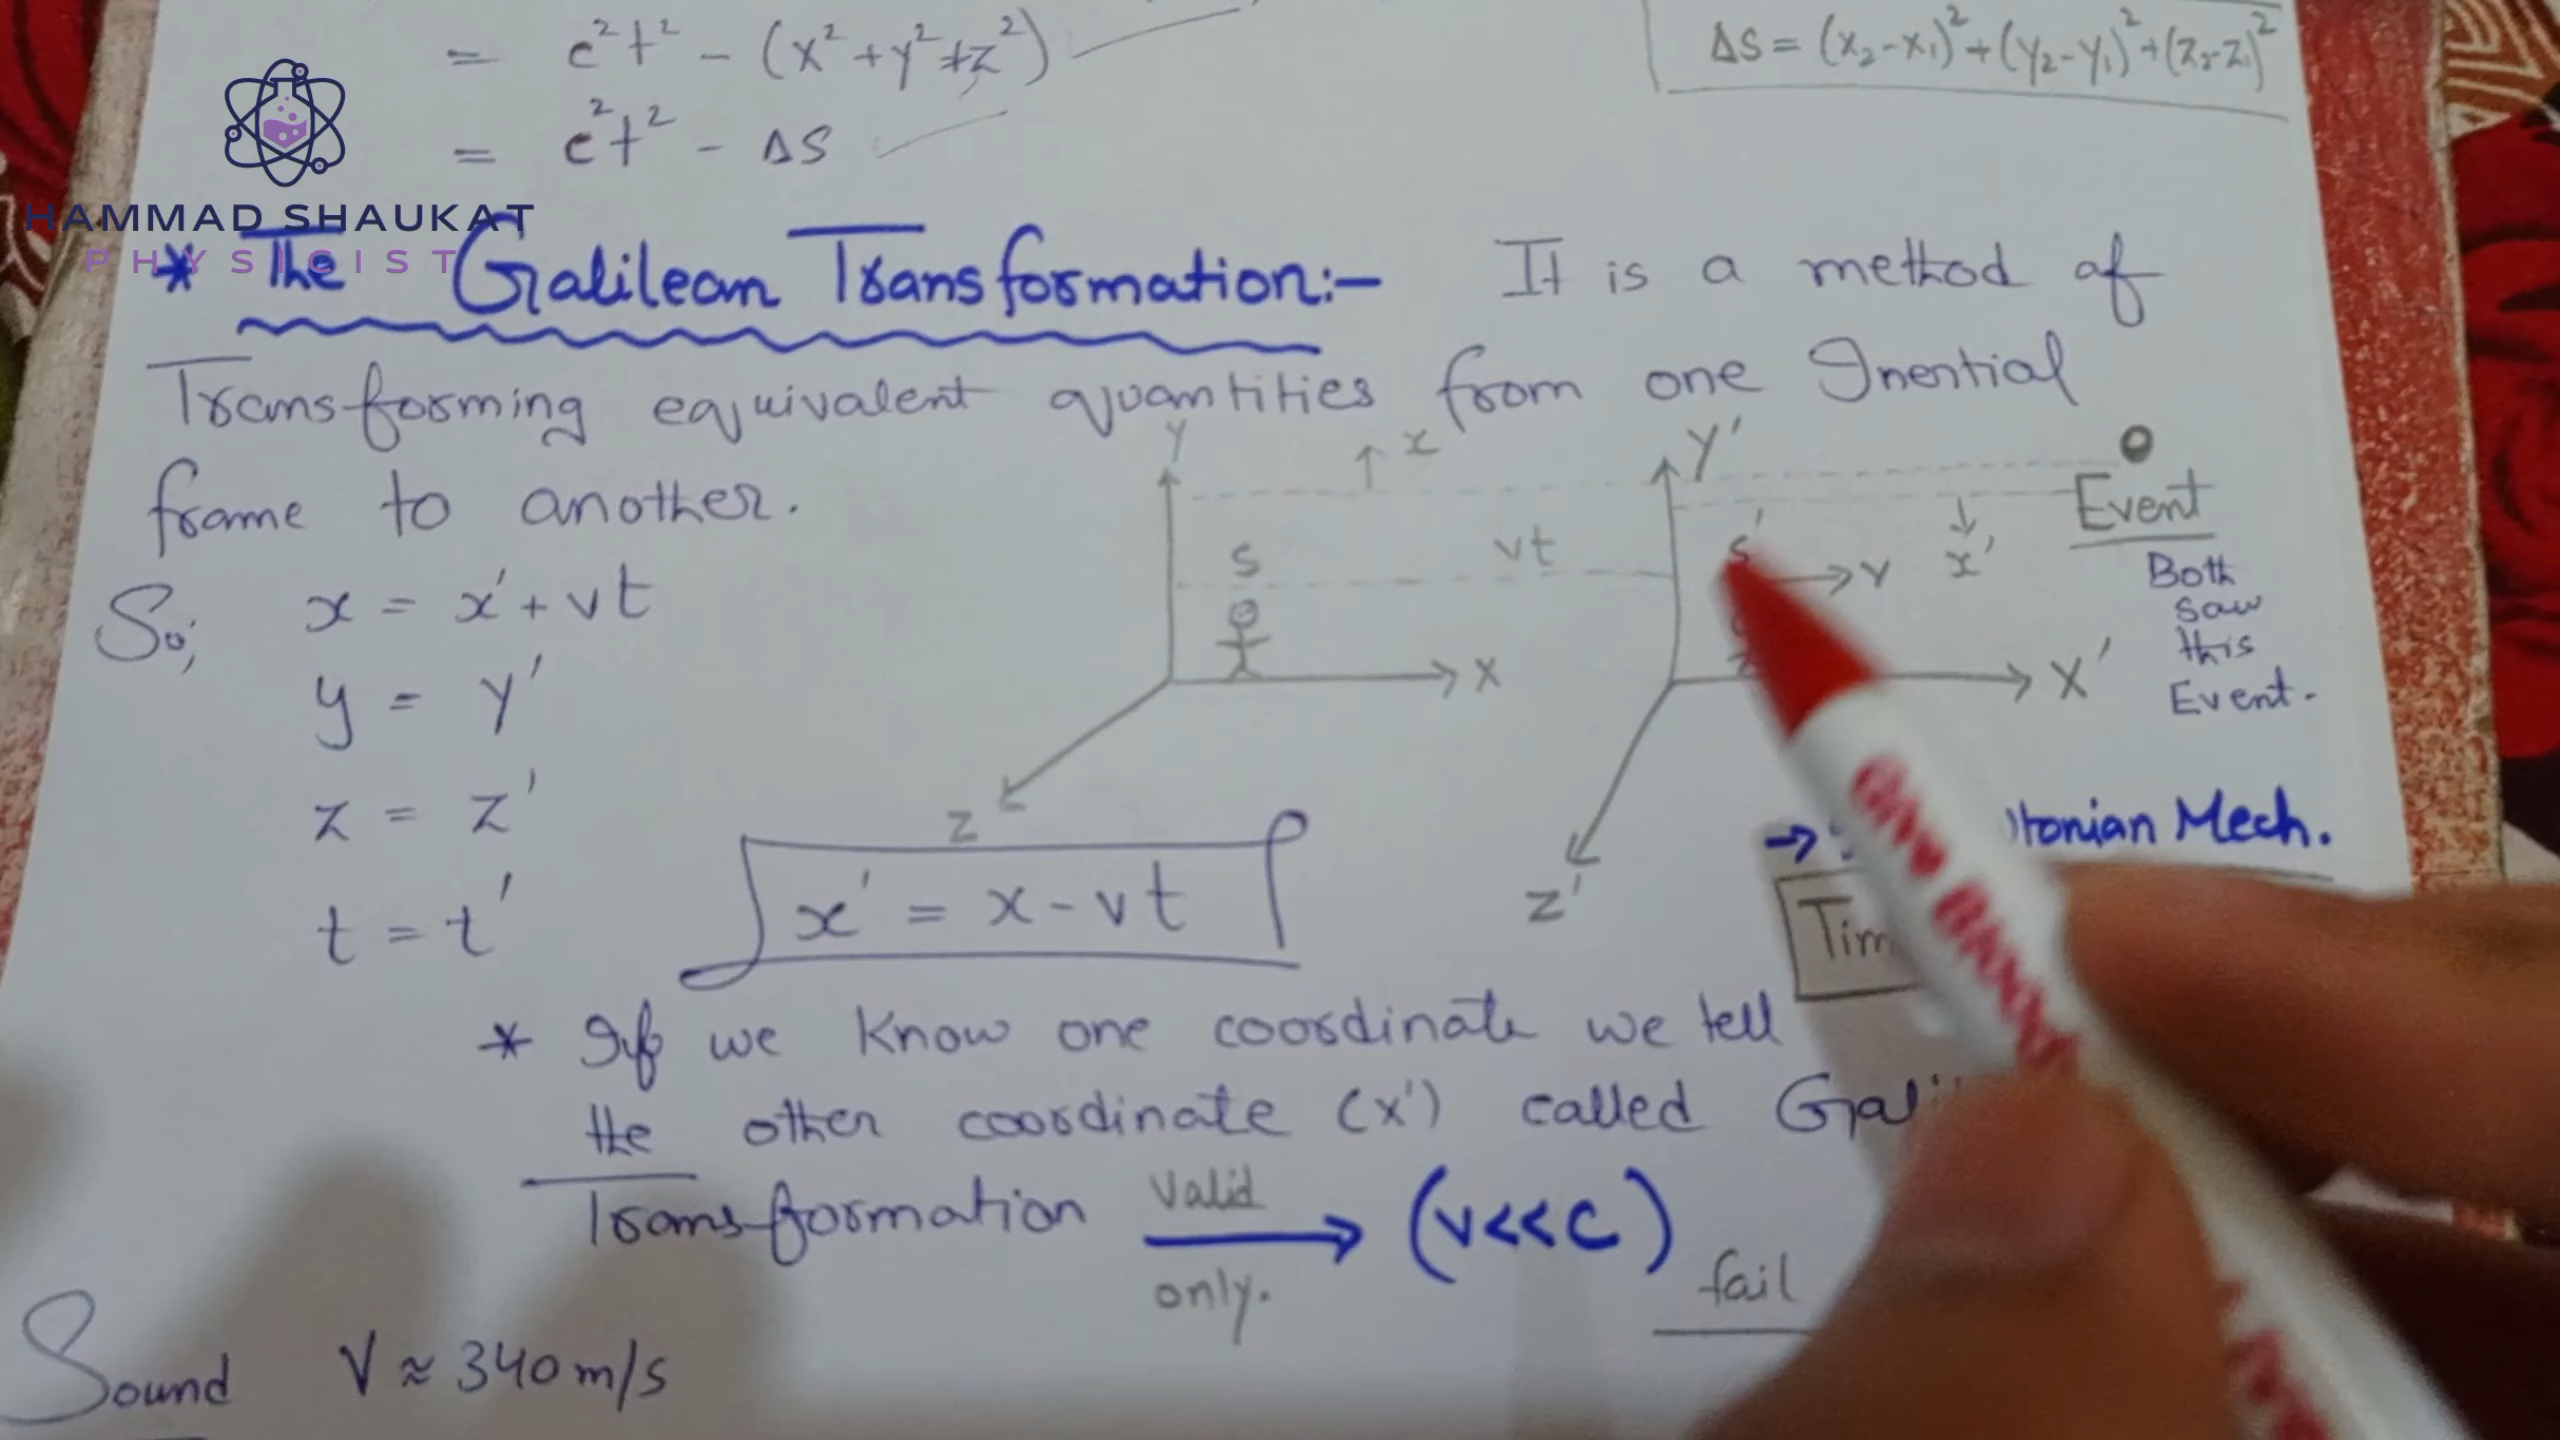 = c²t² - (x² + y² + z²)
ΔS = (x₂-x₁)² + (y₂-y₁)² + (z₂-z₁)²
= c²t² - ΔS
HAMMAD SHAUKAT
PHYSICIST
* The Galilean Transformation:- It is a method of
Transforming equivalent quantities from one Inertial
frame to another.
Y
x
Y'
Event
S
vt
S'
v
x'
Both
saw
this
Event.
X
X'
Z
Z'
So; x = x' + vt
y = y'
z = z'
t = t'
x' = x - vt
→ Mech.
* If we know one coordinate we tell
the other coordinate (x') called
Transformation Valid only. → (v<<c)
fail
Sound V ≈ 340 m/s